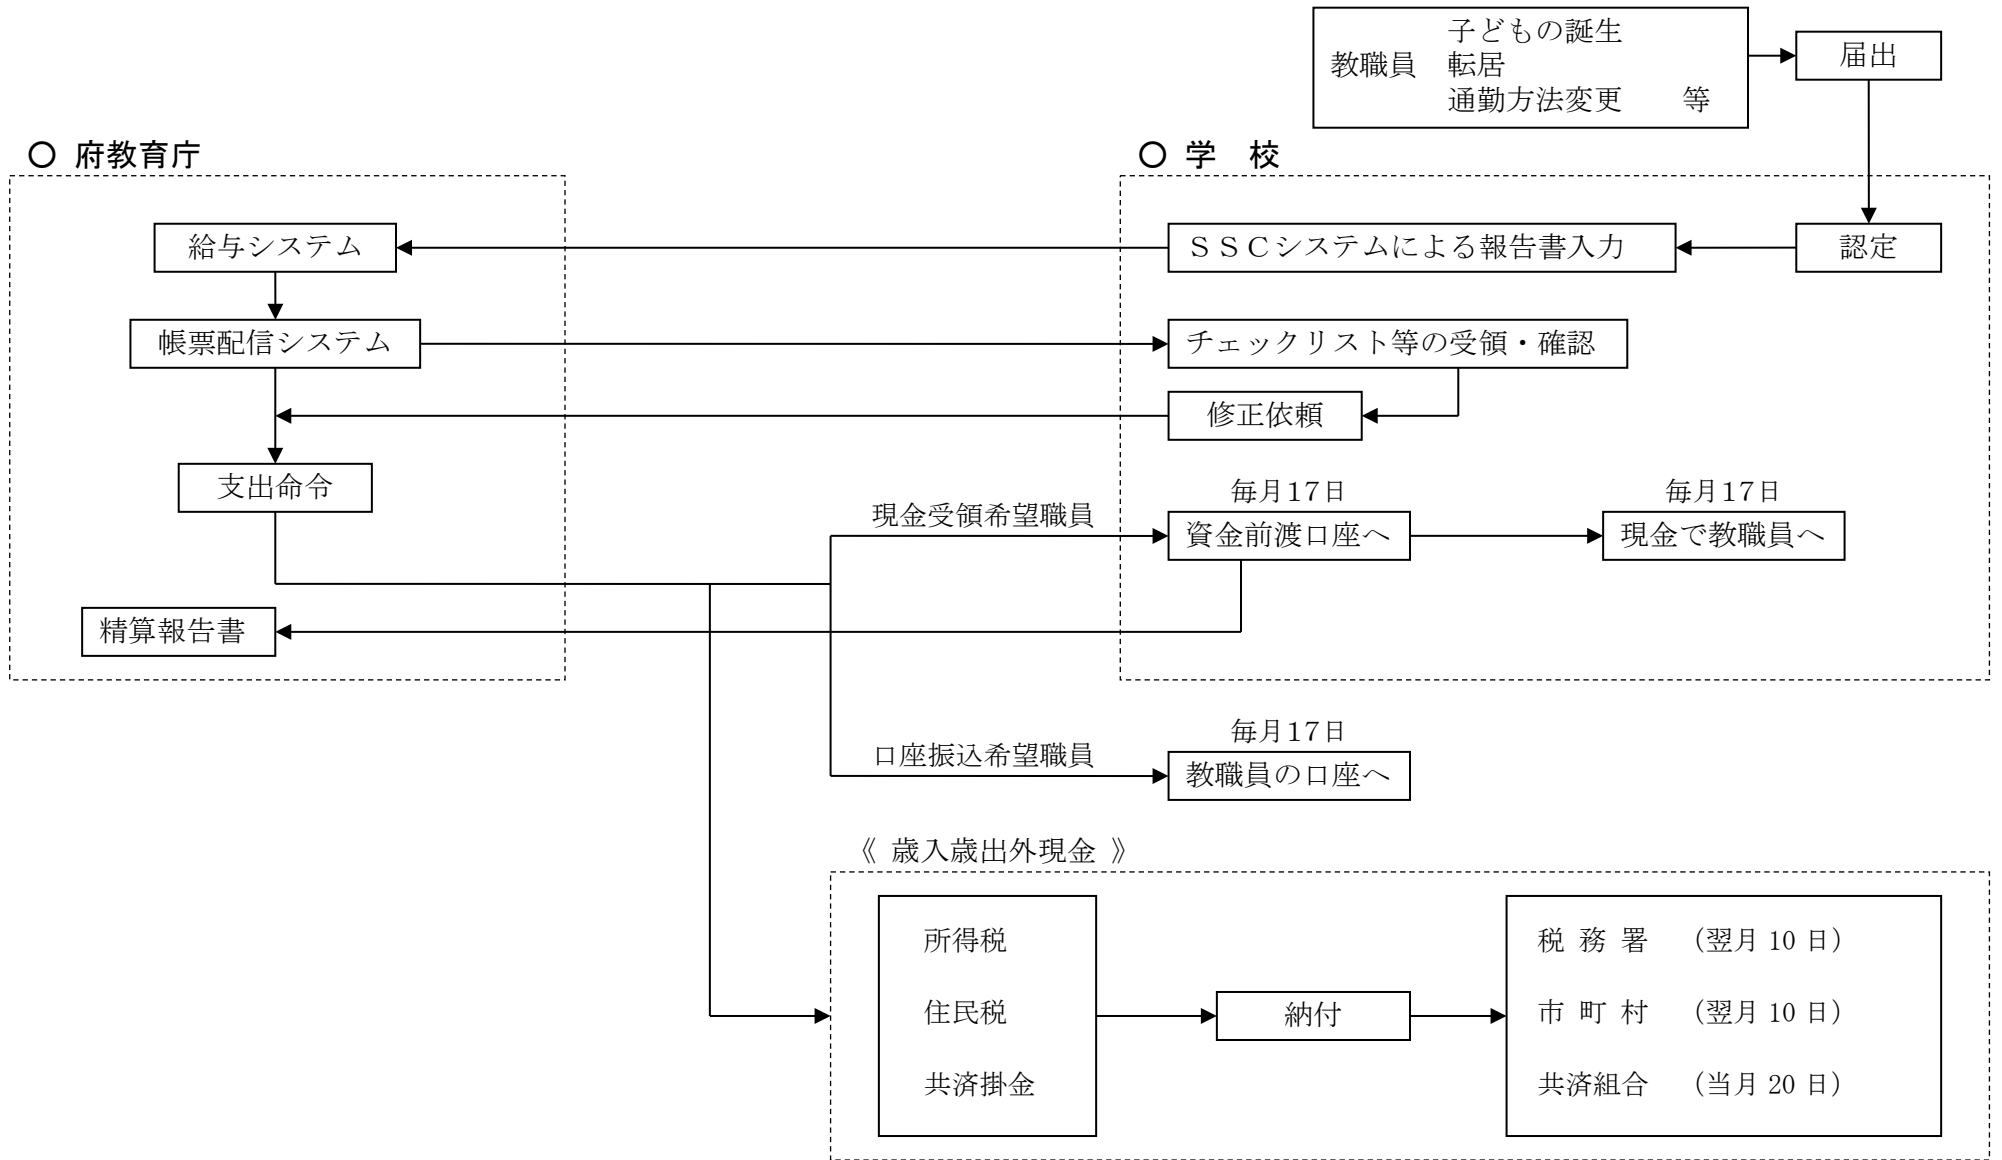 子どもの誕生
教職員　転居
通勤方法変更　　等
届出
○ 府教育庁
○ 学　校
給与システム
ＳＳＣシステムによる報告書入力
認定
帳票配信システム
チェックリスト等の受領・確認
修正依頼
支出命令
現金受領希望職員
毎月17日
資金前渡口座へ
毎月17日
現金で教職員へ
精算報告書
口座振込希望職員
毎月17日
教職員の口座へ
《 歳入歳出外現金 》
所得税
住民税
共済掛金
納付
税 務 署　（翌月 10 日）
市 町 村　（翌月 10 日）
共済組合　（当月 20 日）